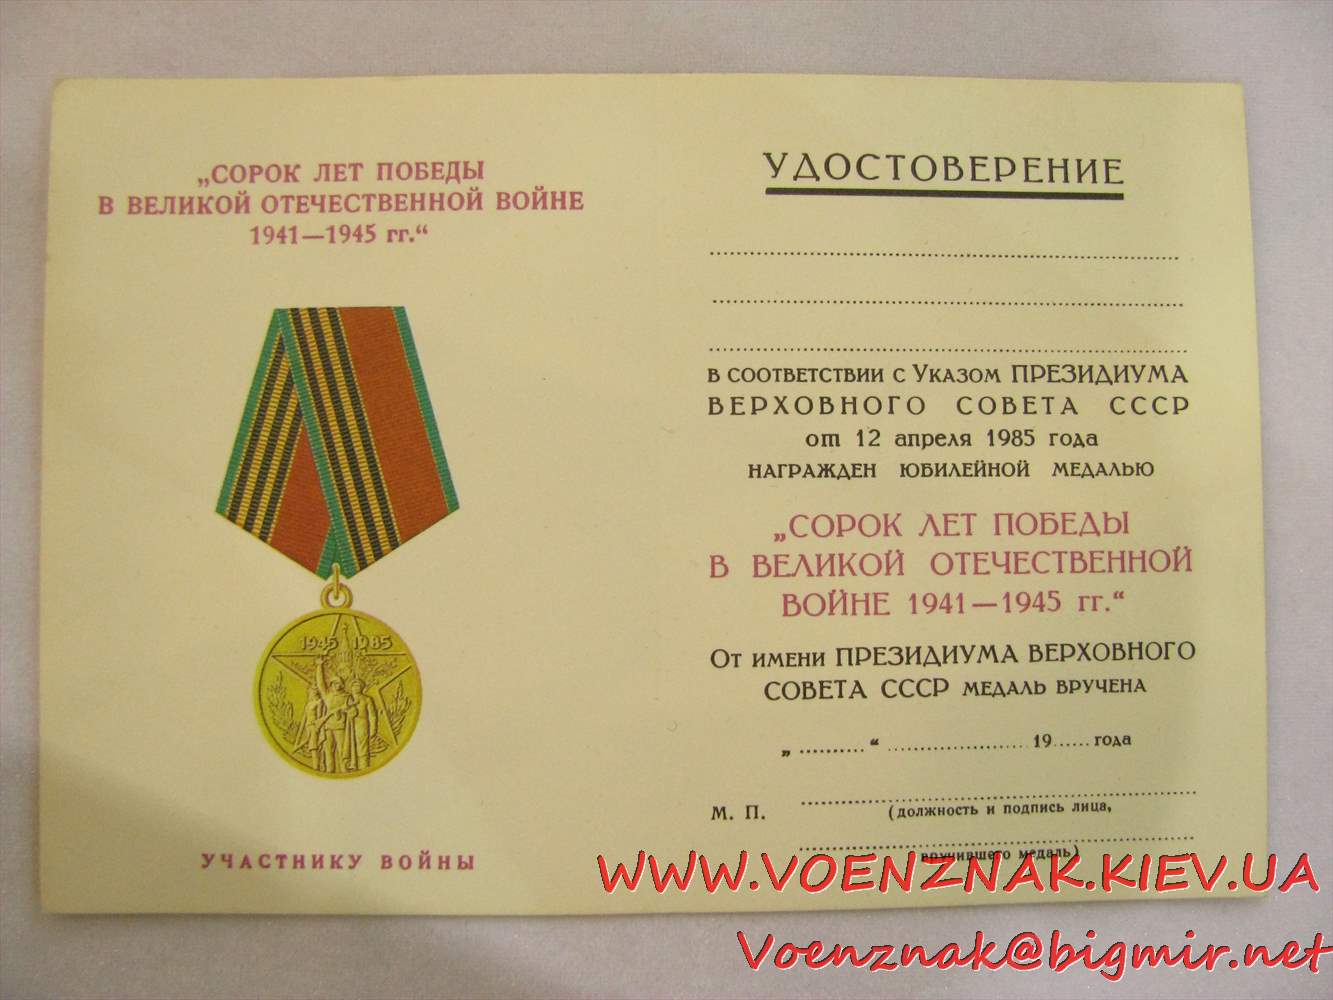 „СОРОК ЛЕТ ПОБЕДЫ
В ВЕЛИКОЙ ОТЕЧЕСТВЕННОЙ ВОЙНЕ
1941—1945 гг.“
1945 1985
УЧАСТНИКУ ВОЙНЫ
УДОСТОВЕРЕНИЕ
в соответствии с Указом ПРЕЗИДИУМА
ВЕРХОВНОГО СОВЕТА СССР
от 12 апреля 1985 года
награжден юбилейной медалью
„СОРОК ЛЕТ ПОБЕДЫ
В ВЕЛИКОЙ ОТЕЧЕСТВЕННОЙ
ВОЙНЕ 1941—1945 гг.“
От имени ПРЕЗИДИУМА ВЕРХОВНОГО
СОВЕТА СССР медаль вручена
„ .......... “ ...................... 19...... года
М. П.
(должность и подпись лица,
вручившего медаль)
WWW.VOENZNAK.KIEV.UA
Voenznak@bigmir.net